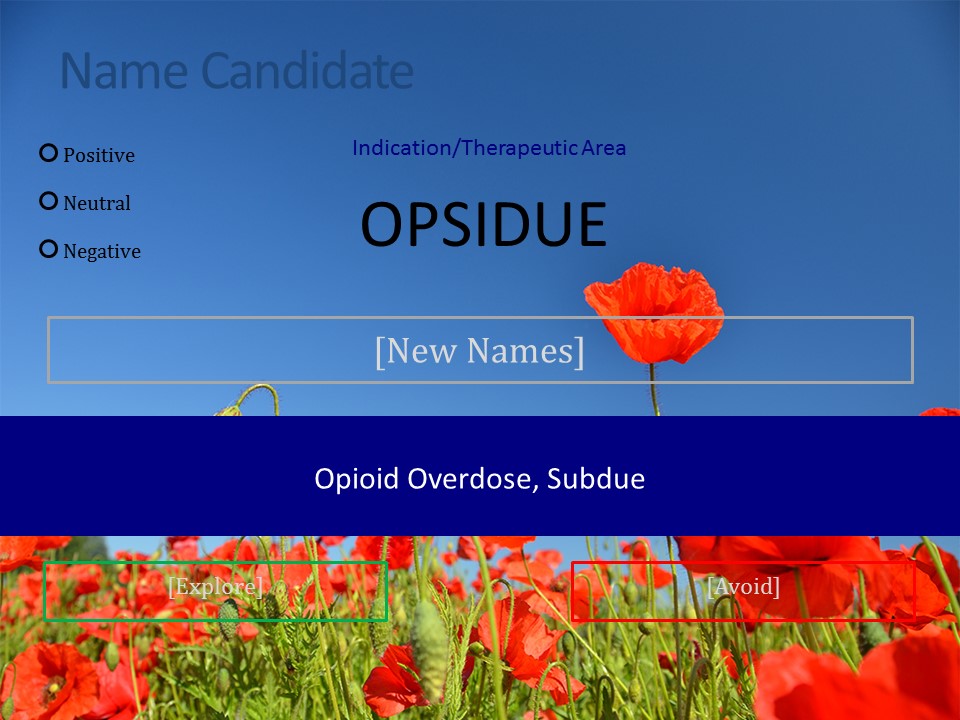 Name Candidate
Positive
Neutral
Negative
Indication/Therapeutic Area
OPSIDUE
[New Names]
Opioid Overdose, Subdue
[Explore]
[Avoid]